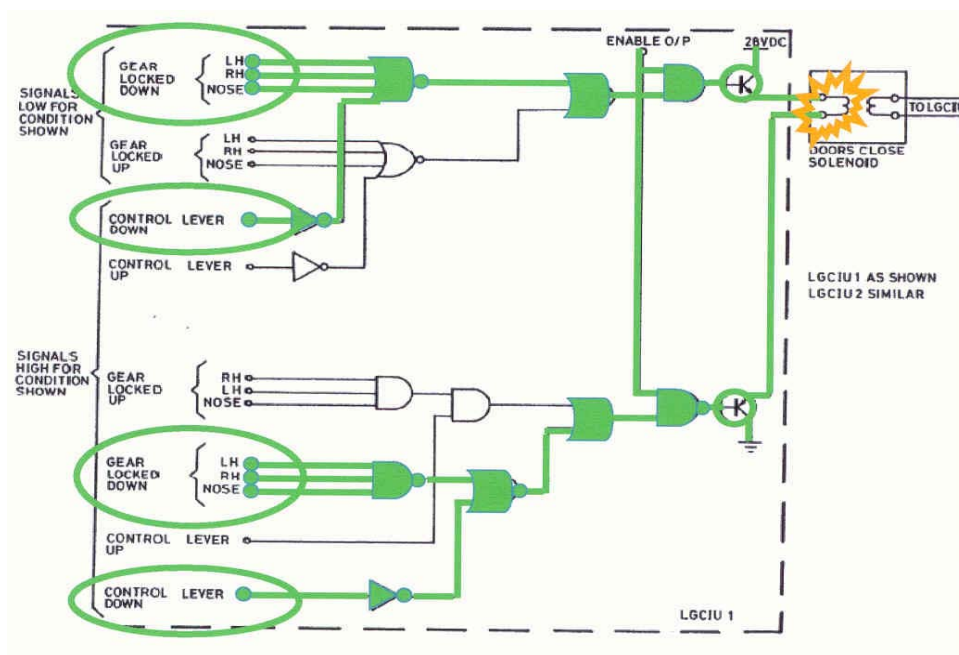 ENABLE O/P
28VDC
GEAR
LOCKED
DOWN
LH
RH
NOSE
SIGNALS
LOW FOR
CONDITION
SHOWN
GEAR
LOCKED
UP
LH
RH
NOSE
CONTROL LEVER
DOWN
CONTROL LEVER
UP
DOORS CLOSE
SOLENOID
LGCIU 1 AS SHOWN
LGCIU 2 SIMILAR
SIGNALS
HIGH FOR
CONDITION
SHOWN
GEAR
LOCKED
UP
RH
LH
NOSE
GEAR
LOCKED
DOWN
LH
RH
NOSE
CONTROL LEVER
UP
CONTROL LEVER
DOWN
LGCIU 1
TO